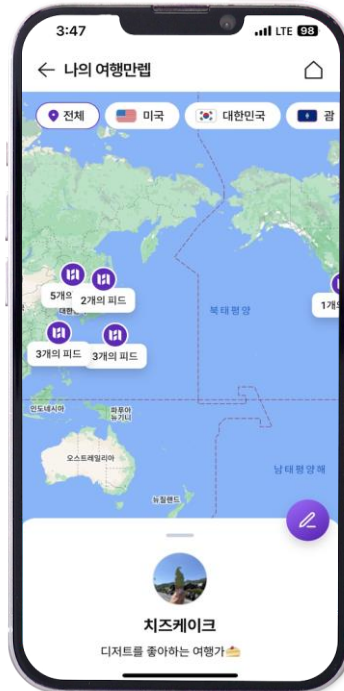 3:47 LTE 98
나의 여행만렙
전체 미국 대한민국 괌
5개의
2개의 피드
대한
북태평양
1개의
3개의 피드 3개의 피드
인도네시아
파푸아
뉴기니
오스트레일리아
남태평양해
뉴질랜드
치즈케이크
디저트를 좋아하는 여행가